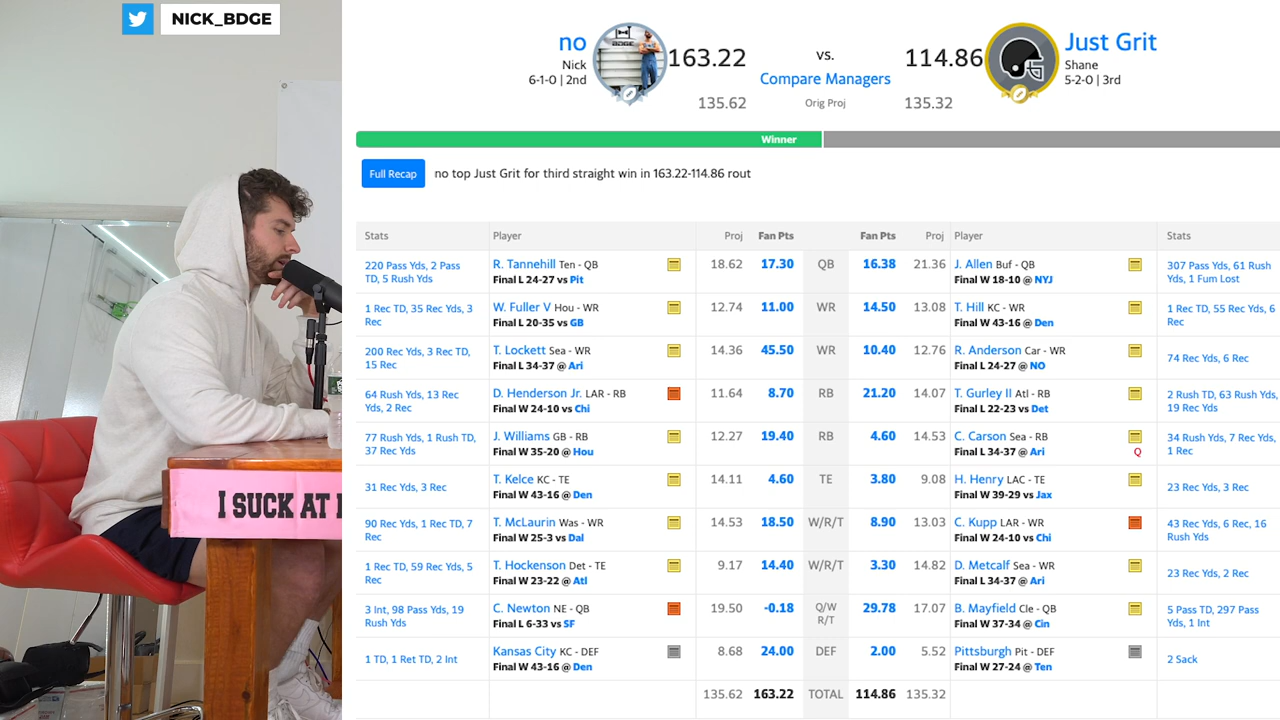 NICK_BDGE
no
Nick
6-1-0 | 2nd
BDGE
163.22
135.62
vs.
Compare Managers
Orig Proj
114.86
135.32
Just Grit
Shane
5-2-0 | 3rd
Winner
Full Recap
no top Just Grit for third straight win in 163.22-114.86 rout
Stats Player Proj Fan Pts Fan Pts Proj Player Stats
220 Pass Yds, 2 Pass
TD, 5 Rush Yds
R. Tannehill Ten - QB
Final L 24-27 vs Pit
18.62 17.30 QB 16.38 21.36
J. Allen Buf - QB
Final W 18-10 @ NYJ
307 Pass Yds, 61 Rush
Yds, 1 Fum Lost
1 Rec TD, 35 Rec Yds, 3
Rec
W. Fuller V Hou - WR
Final L 20-35 vs GB
12.74 11.00 WR 14.50 13.08
T. Hill KC - WR
Final W 43-16 @ Den
1 Rec TD, 55 Rec Yds, 6
Rec
200 Rec Yds, 3 Rec TD,
15 Rec
T. Lockett Sea - WR
Final L 34-37 @ Ari
14.36 45.50 WR 10.40 12.76
R. Anderson Car - WR
Final L 24-27 @ NO
74 Rec Yds, 6 Rec
64 Rush Yds, 13 Rec
Yds, 2 Rec
D. Henderson Jr. LAR - RB
Final W 24-10 vs Chi
11.64 8.70 RB 21.20 14.07
T. Gurley II Atl - RB
Final L 22-23 vs Det
2 Rush TD, 63 Rush Yds,
19 Rec Yds
77 Rush Yds, 1 Rush TD,
37 Rec Yds
J. Williams GB - RB
Final W 35-20 @ Hou
12.27 19.40 RB 4.60 14.53
C. Carson Sea - RB
Final L 34-37 @ Ari
Q
34 Rush Yds, 7 Rec Yds,
1 Rec
31 Rec Yds, 3 Rec
T. Kelce KC - TE
Final W 43-16 @ Den
14.11 4.60 TE 3.80 9.08
H. Henry LAC - TE
Final W 39-29 vs Jax
23 Rec Yds, 3 Rec
90 Rec Yds, 1 Rec TD, 7
Rec
T. McLaurin Was - WR
Final W 25-3 vs Dal
14.53 18.50 W/R/T 8.90 13.03
C. Kupp LAR - WR
Final W 24-10 vs Chi
43 Rec Yds, 6 Rec, 16
Rush Yds
1 Rec TD, 59 Rec Yds, 5
Rec
T. Hockenson Det - TE
Final W 23-22 @ Atl
9.17 14.40 W/R/T 3.30 14.82
D. Metcalf Sea - WR
Final L 34-37 @ Ari
23 Rec Yds, 2 Rec
3 Int, 98 Pass Yds, 19
Rush Yds
C. Newton NE - QB
Final L 6-33 vs SF
19.50 -0.18 Q/W
R/T 29.78 17.07
B. Mayfield Cle - QB
Final W 37-34 @ Cin
5 Pass TD, 297 Pass
Yds, 1 Int
1 TD, 1 Ret TD, 2 Int
Kansas City KC - DEF
Final W 43-16 @ Den
8.68 24.00 DEF 2.00 5.52
Pittsburgh Pit - DEF
Final W 27-24 @ Ten
2 Sack
135.62 163.22 TOTAL 114.86 135.32
I SUCK AT